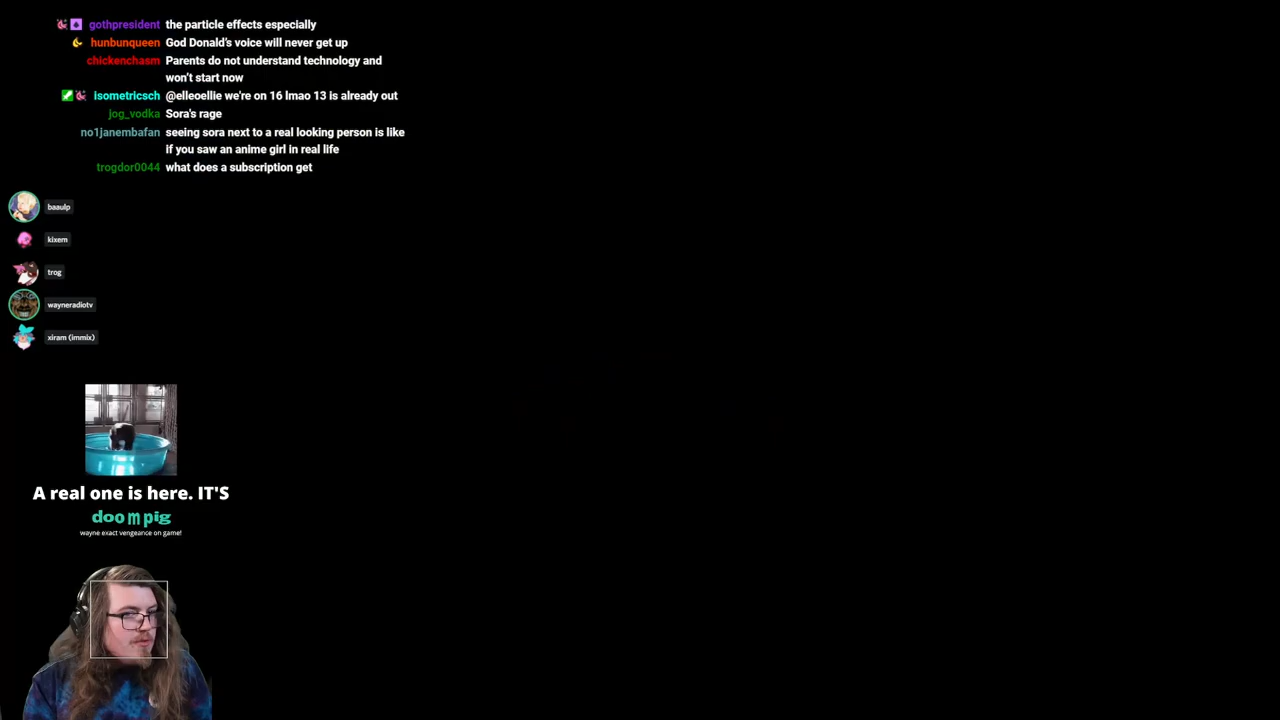 gothpresident the particle effects especially
hunbunqueen God Donald's voice will never get up
chickenchasm Parents do not understand technology and
won't start now
isometricsch @elleoellie we're on 16 lmao 13 is already out
jog_vodka Sora's rage
no1janembafan seeing sora next to a real looking person is like
if you saw an anime girl in real life
trogdor0044 what does a subscription get
baaulp
kixem
trog
wayneradiotv
xiram (immix)
A real one is here. IT'S
doompig
wayne exact vengeance on game!